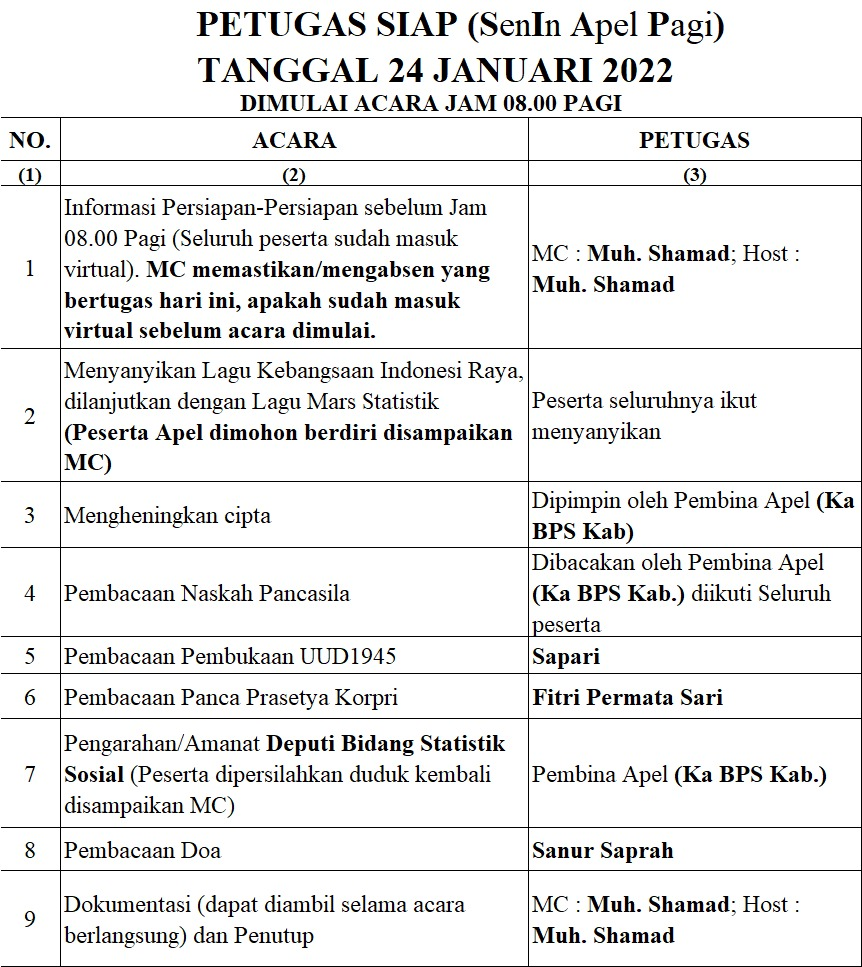 PETUGAS SIAP (SenIn Apel Pagi)
TANGGAL 24 JANUARI 2022
DIMULAI ACARA JAM 08.00 PAGI
NO. ACARA PETUGAS
(1) (2) (3)
1
Informasi Persiapan-Persiapan sebelum Jam
08.00 Pagi (Seluruh peserta sudah masuk
virtual). MC memastikan/mengabsen yang
bertugas hari ini, apakah sudah masuk
virtual sebelum acara dimulai.
MC : Muh. Shamad; Host :
Muh. Shamad
2
Menyanyikan Lagu Kebangsaan Indonesi Raya,
dilanjutkan dengan Lagu Mars Statistik
(Peserta Apel dimohon berdiri disampaikan
MC)
Peserta seluruhnya ikut
menyanyikan
3
Mengheningkan cipta
Dipimpin oleh Pembina Apel (Ka
BPS Kab)
4
Pembacaan Naskah Pancasila
Dibacakan oleh Pembina Apel
(Ka BPS Kab.) diikuti Seluruh
peserta
5
Pembacaan Pembukaan UUD1945
Sapari
6
Pembacaan Panca Prasetya Korpri
Fitri Permata Sari
7
Pengarahan/Amanat Deputi Bidang Statistik
Sosial (Peserta dipersilahkan duduk kembali
disampaikan MC)
Pembina Apel (Ka BPS Kab.)
8
Pembacaan Doa
Sanur Saprah
9
Dokumentasi (dapat diambil selama acara
berlangsung) dan Penutup
MC : Muh. Shamad; Host :
Muh. Shamad